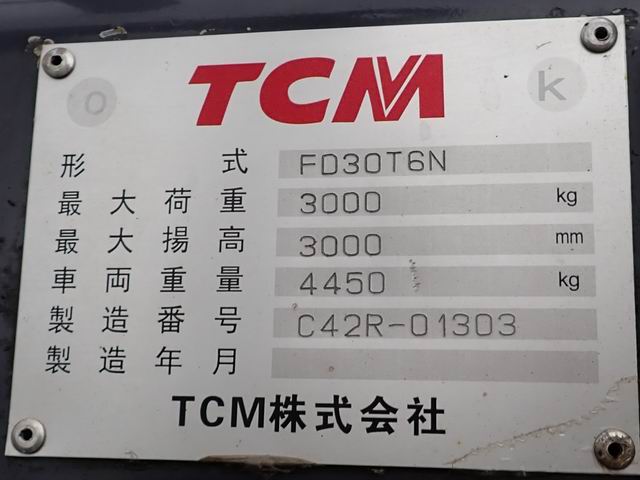 TCM
o k
形式 FD30T6N
最大荷重 3000 kg
最大揚高 3000 mm
車両重量 4450 kg
製造番号 C42R-01303
製造年月
TCM株式会社